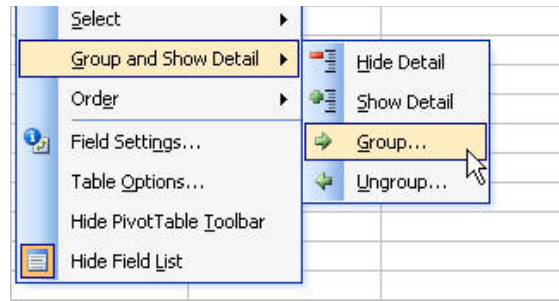 Select
Group and Show Detail
Order
Field Settings...
Table Options...
Hide PivotTable Toolbar
Hide Field List
Hide Detail
Show Detail
Group...
Ungroup...